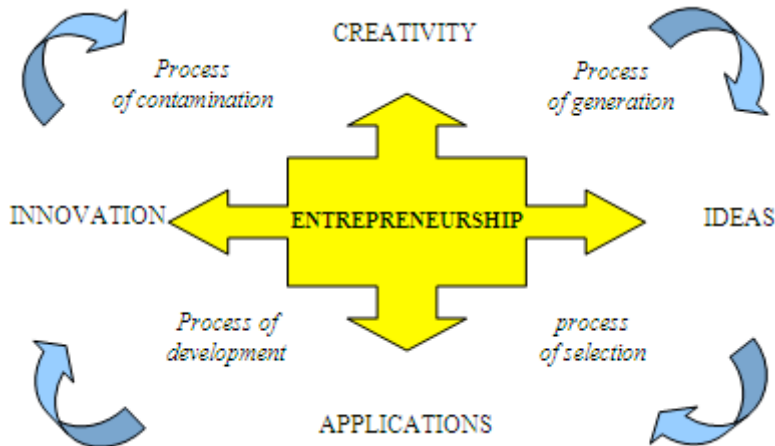 CREATIVITY
Process
of contamination
Process
of generation
INNOVATION
ENTREPRENEURSHIP
IDEAS
Process of
development
process
of selection
APPLICATIONS